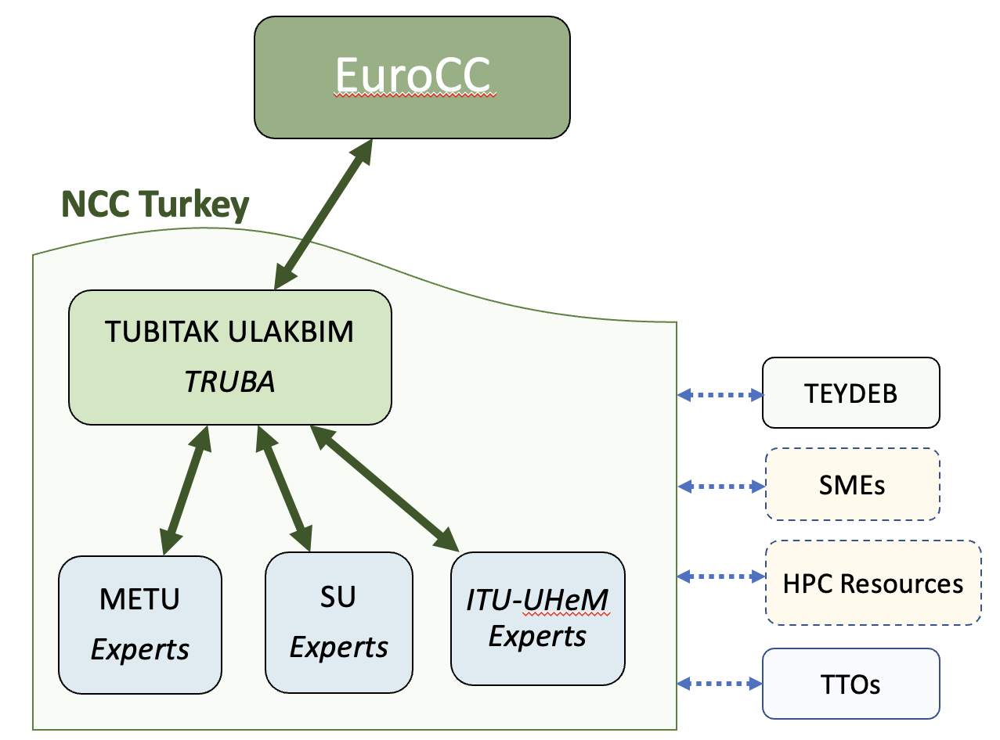 EuroCC
NCC Turkey
TUBITAK ULAKBIM
TRUBA
METU
Experts
SU
Experts
ITU-UHeM
Experts
TEYDEB
SMEs
HPC Resources
TTOs